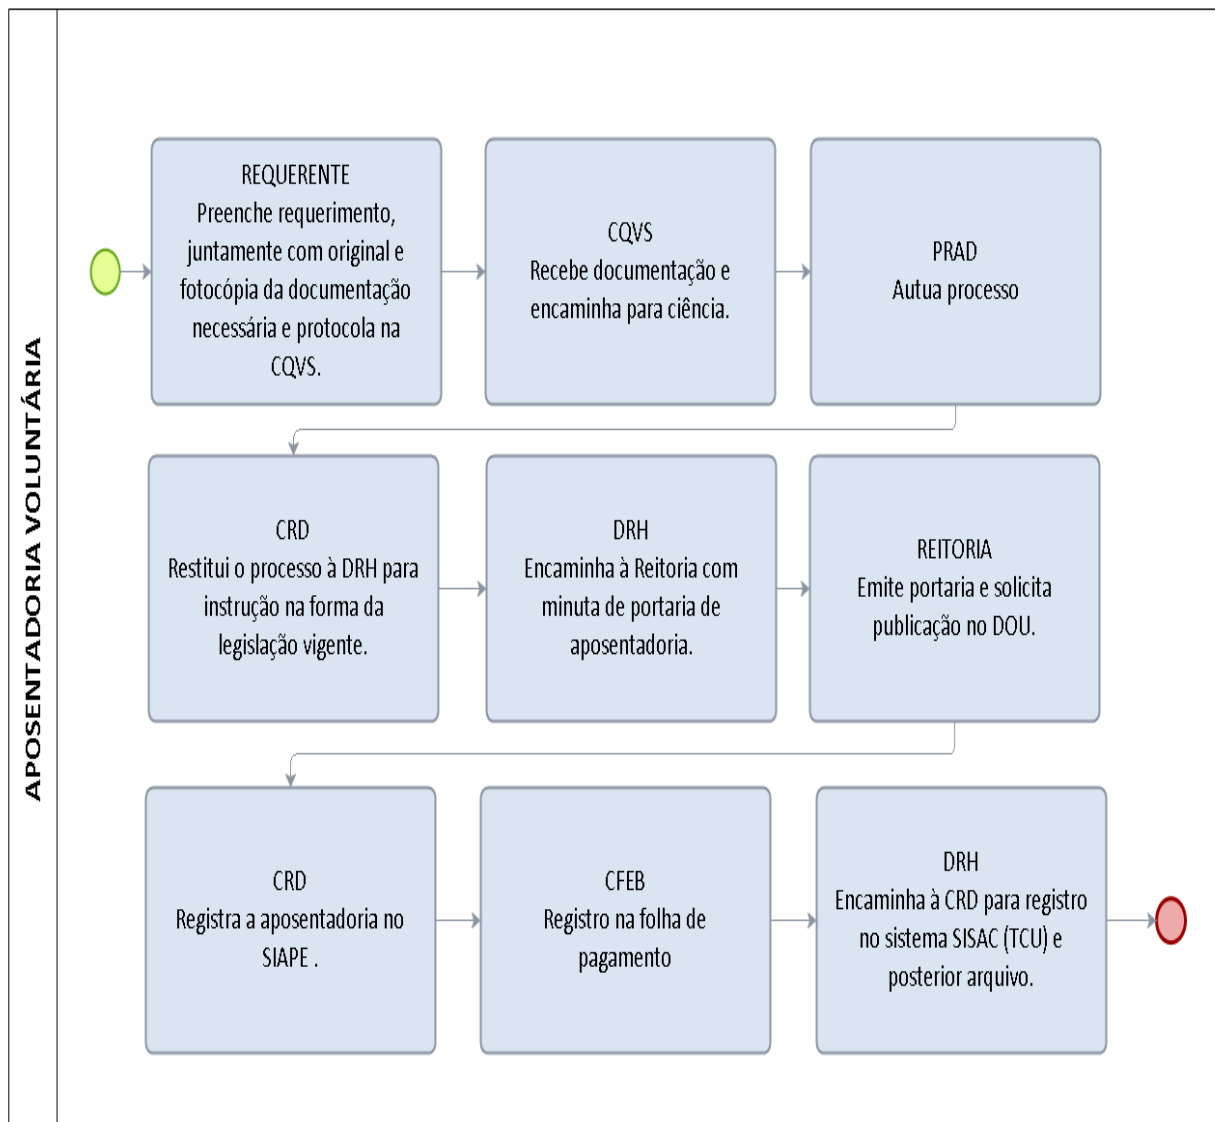 APOSENTADORIA VOLUNTÁRIA
REQUERENTE
Preenche requerimento,
juntamente com original e
fotocópia da documentação
necessária e protocola na
CQVS.
CQVS
Recebe documentação e
encaminha para ciência.
PRAD
Autua processo
CRD
Restitui o processo à DRH para
instrução na forma da
legislação vigente.
DRH
Encaminha à Reitoria com
minuta de portaria de
aposentadoria.
REITORIA
Emite portaria e solicita
publicação no DOU.
CRD
Registra a aposentadoria no
SIAPE .
CFEB
Registro na folha de
pagamento
DRH
Encaminha à CRD para registro
no sistema SISAC (TCU) e
posterior arquivo.